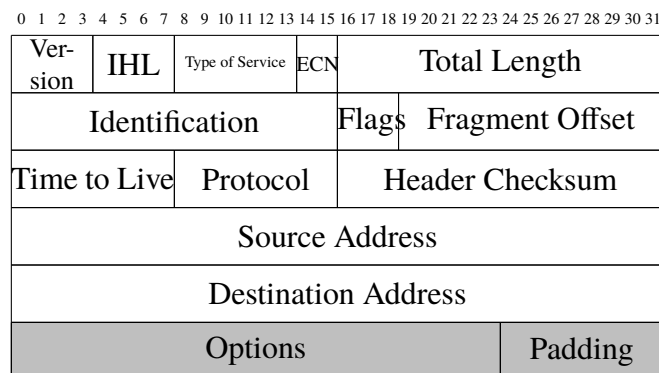 0 1 2 3 4 5 6 7 8 9 10 11 12 13 14 15 16 17 18 19 20 21 22 23 24 25 26 27 28 29 30 31
Ver-
sion IHL Type of Service ECN Total Length
Identification Flags Fragment Offset
Time to Live Protocol Header Checksum
Source Address
Destination Address
Options Padding